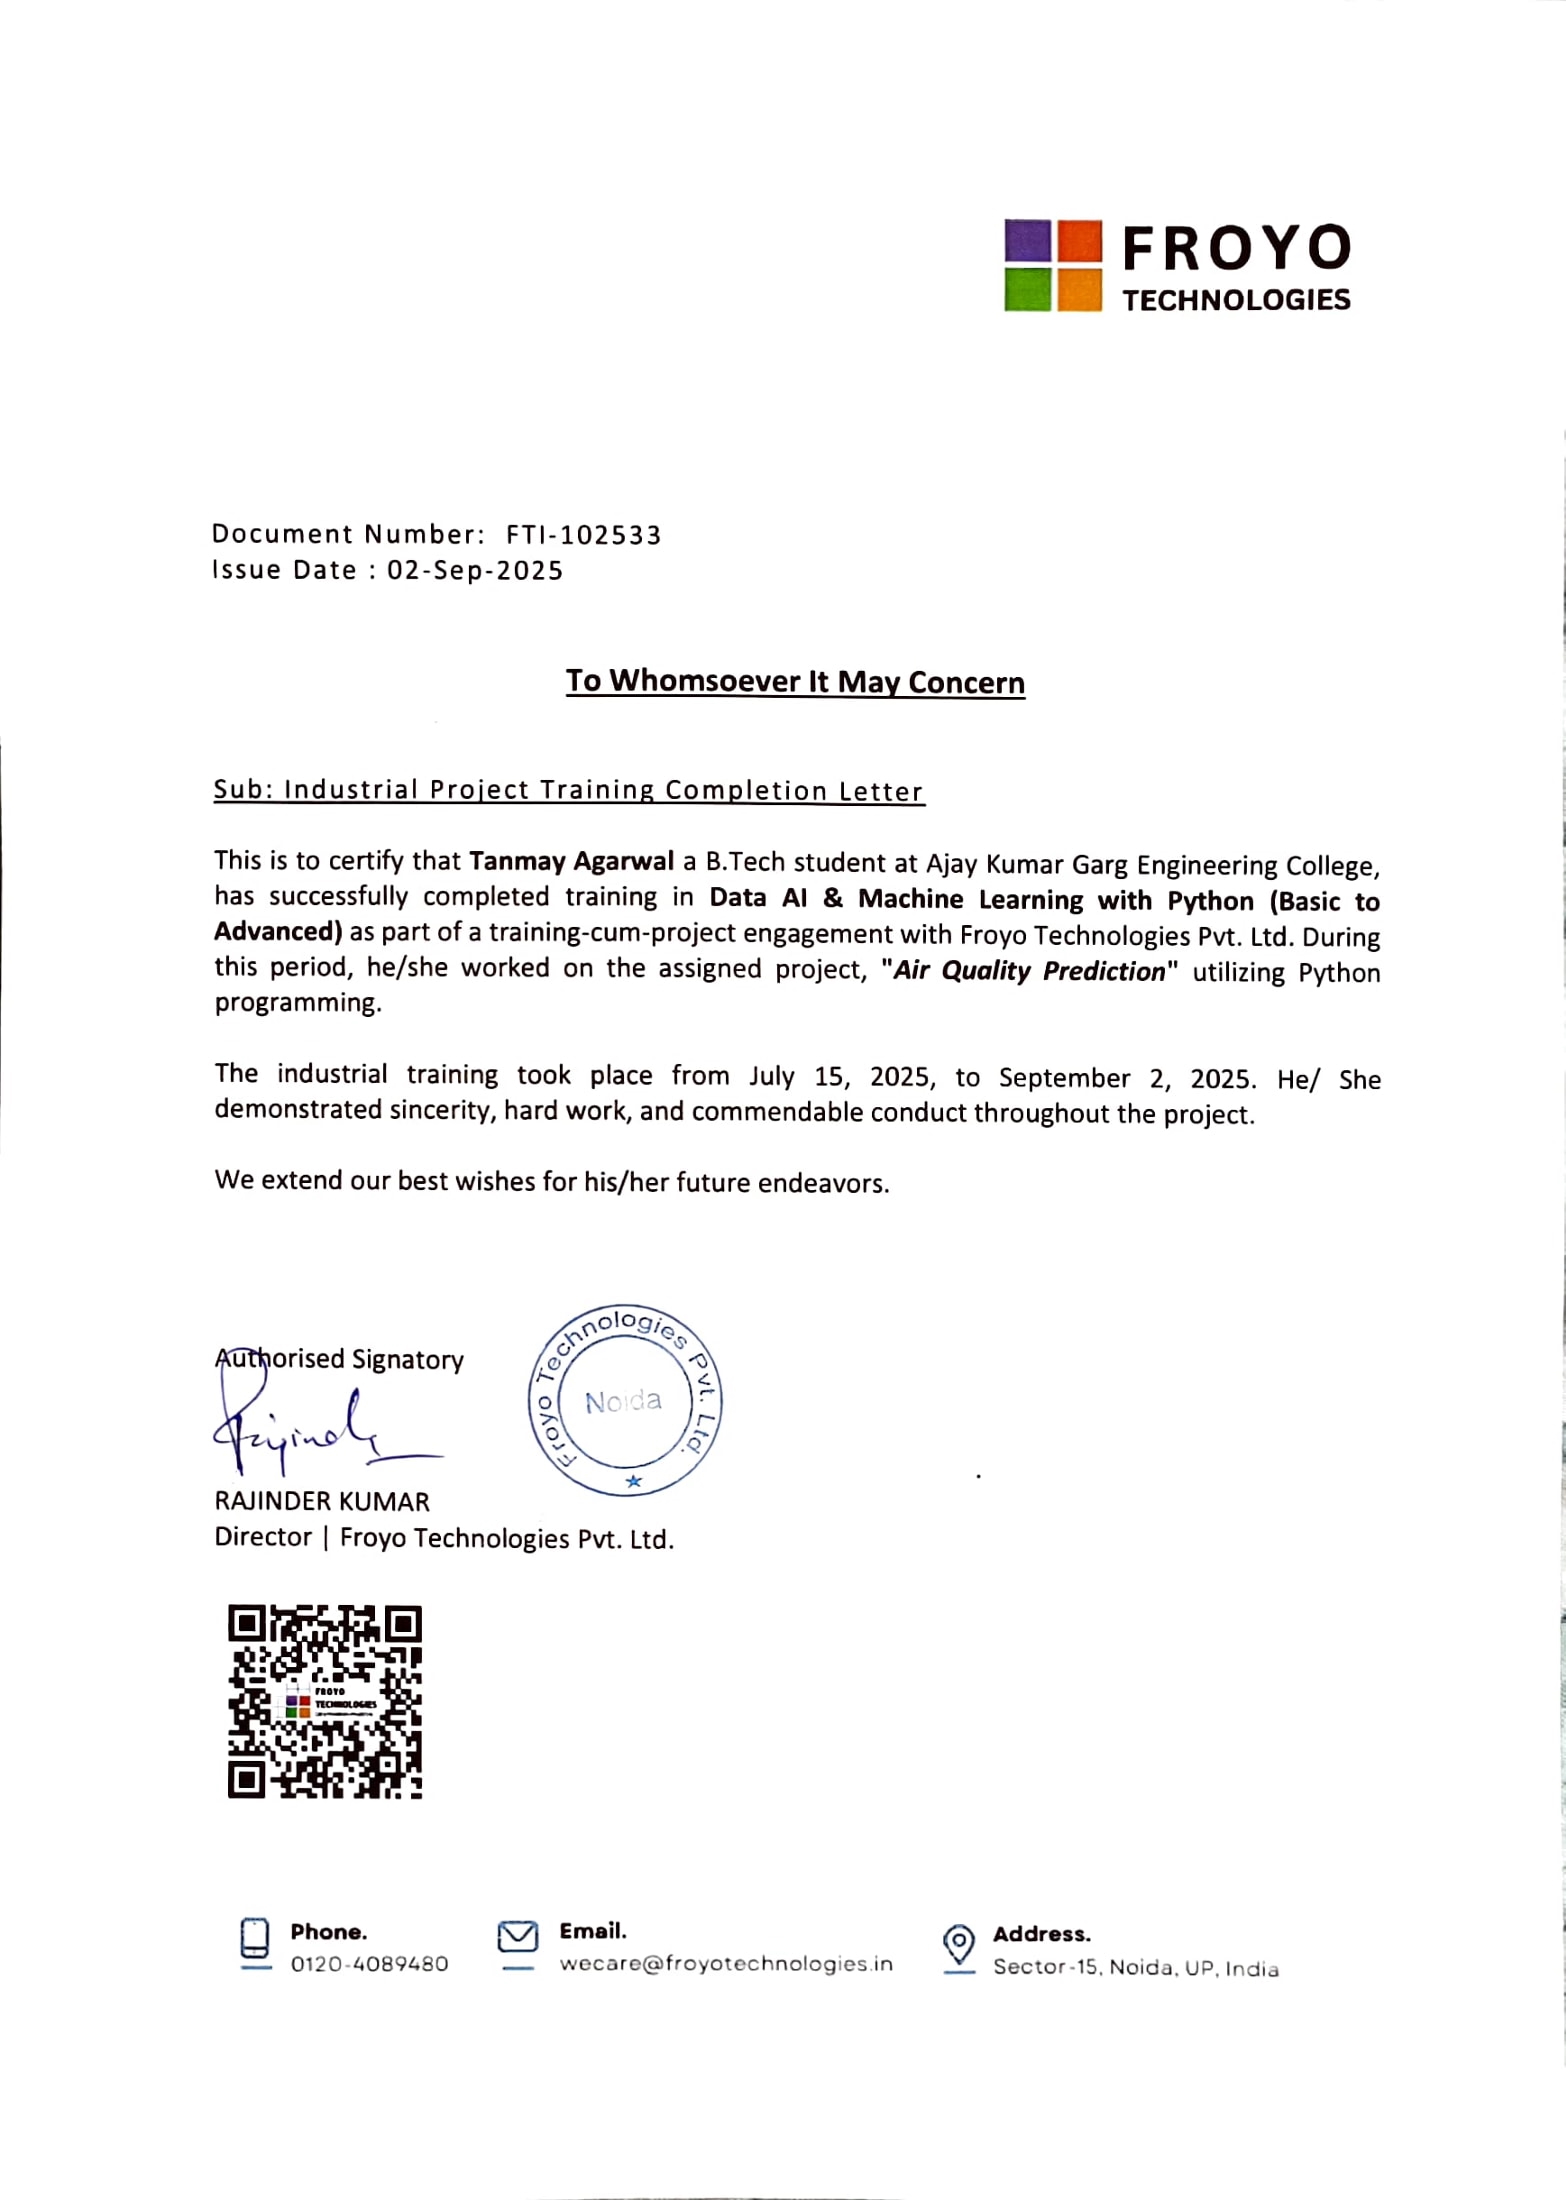 FROYO
TECHNOLOGIES
Document Number: FTI-102533
Issue Date : 02-Sep-2025
To Whomsoever It May Concern
Sub: Industrial Project Training Completion Letter
This is to certify that Tanmay Agarwal a B.Tech student at Ajay Kumar Garg Engineering College,
has successfully completed training in Data AI & Machine Learning with Python (Basic to
Advanced) as part of a training-cum-project engagement with Froyo Technologies Pvt. Ltd. During
this period, he/she worked on the assigned project, "Air Quality Prediction" utilizing Python
programming.
The industrial training took place from July 15, 2025, to September 2, 2025. He/ She
demonstrated sincerity, hard work, and commendable conduct throughout the project.
We extend our best wishes for his/her future endeavors.
Authorised Signatory
Froyo Technologies Pvt. Ltd.
Noida
RAJINDER KUMAR
Director | Froyo Technologies Pvt. Ltd.
FROYO
TECHNOLOGIES
Phone.
0120-4089480
Email.
wecare@froyotechnologies.in
Address.
Sector-15, Noida, UP, India